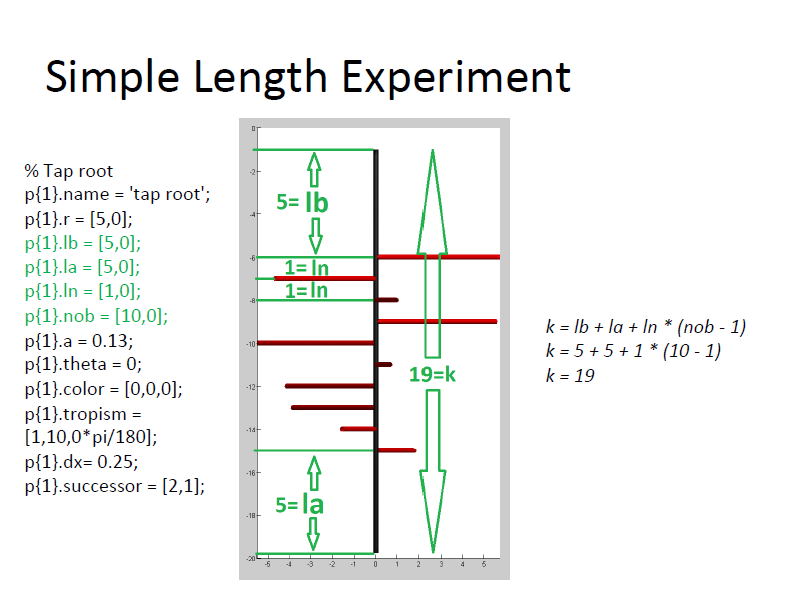 Simple Length Experiment
% Tap root
p{1}.name = 'tap root';
p{1}.r = [5,0];
p{1}.lb = [5,0];
p{1}.la = [5,0];
p{1}.ln = [1,0];
p{1}.nob = [10,0];
p{1}.a = 0.13;
p{1}.theta = 0;
p{1}.color = [0,0,0];
p{1}.tropism =
[1,10,0*pi/180];
p{1}.dx= 0.25;
p{1}.successor = [2,1];
0
-2
-4
-6
-8
-10
-12
-14
-16
-18
-20
-5 -4 -3 -2 -1 0 1 2 3 4 5
5= lb
1= ln
1= ln
19=k
5= la
k = lb + la + ln * (nob - 1)
k = 5 + 5 + 1 * (10 - 1)
k = 19